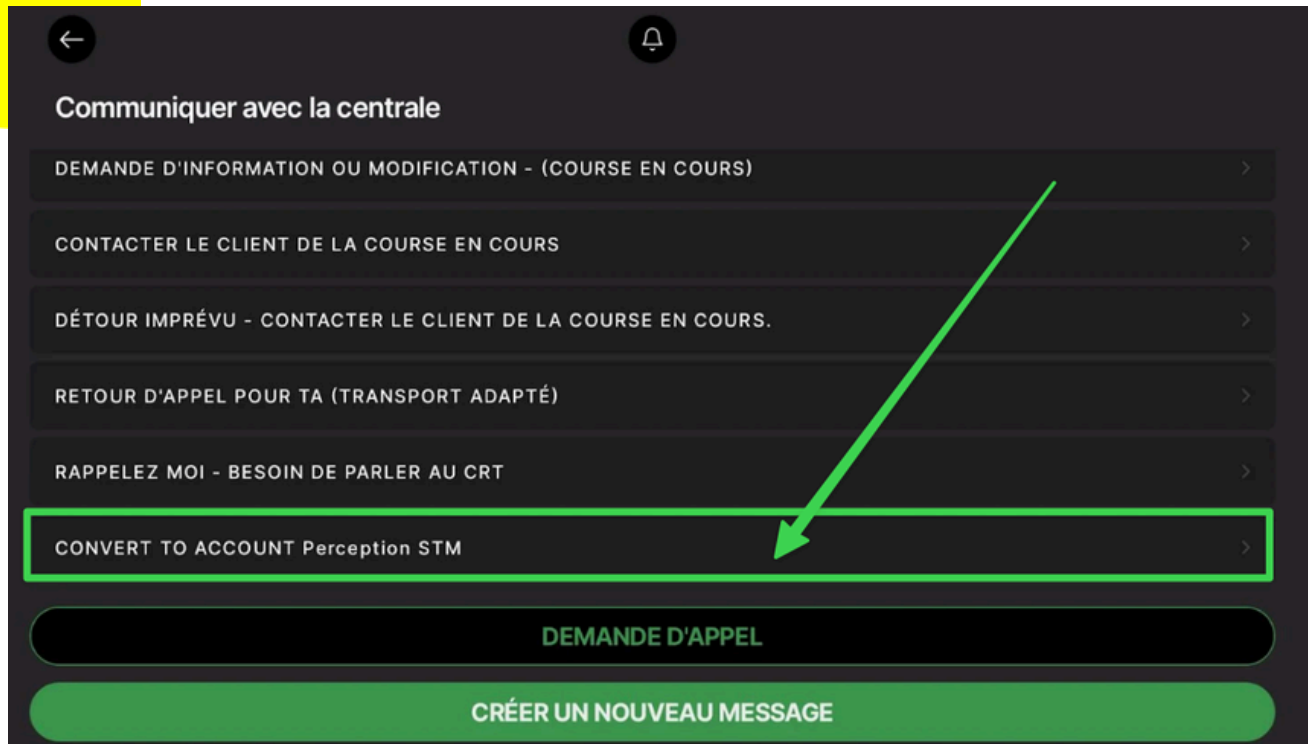 Communiquer avec la centrale
DEMANDE D'INFORMATION OU MODIFICATION - (COURSE EN COURS)
CONTACTER LE CLIENT DE LA COURSE EN COURS
DÉTOUR IMPRÉVU - CONTACTER LE CLIENT DE LA COURSE EN COURS.
RETOUR D'APPEL POUR TA (TRANSPORT ADAPTÉ)
RAPPELEZ MOI - BESOIN DE PARLER AU CRT
CONVERT TO ACCOUNT Perception STM
DEMANDE D'APPEL
CRÉER UN NOUVEAU MESSAGE